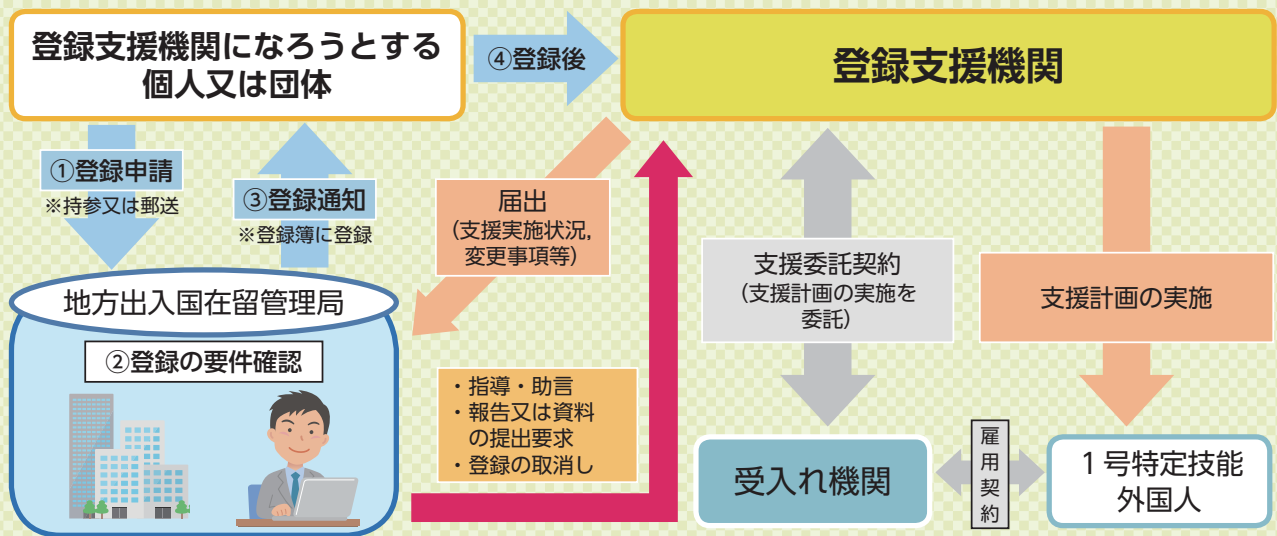 登録支援機関になろうとする
個人又は団体
④登録後
登録支援機関
①登録申請
※持参又は郵送
③登録通知
※登録簿に登録
届出
(支援実施状況,
変更事項等)
支援委託契約
(支援計画の実施を
委託)
支援計画の実施
地方出入国在留管理局
②登録の要件確認
・指導・助言
・報告又は資料
の提出要求
・登録の取消し
受入れ機関
雇用契約
1号特定技能
外国人